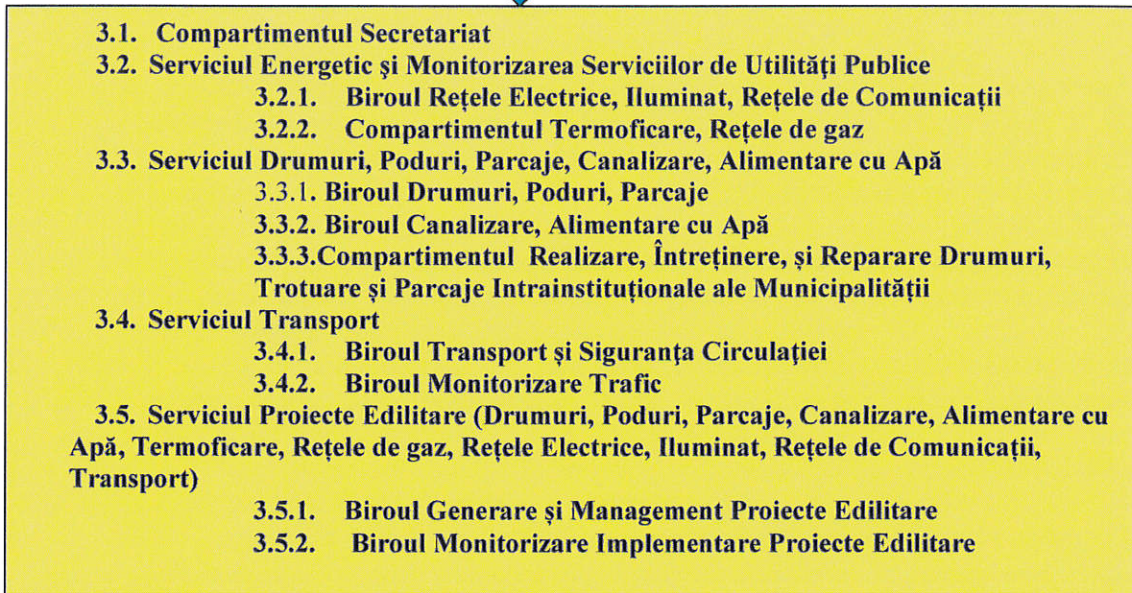 3.1. Compartimentul Secretariat
3.2. Serviciul Energetic şi Monitorizarea Serviciilor de Utilități Publice
3.2.1. Biroul Rețele Electrice, Iluminat, Rețele de Comunicații
3.2.2. Compartimentul Termoficare, Rețele de gaz
3.3. Serviciul Drumuri, Poduri, Parcaje, Canalizare, Alimentare cu Apă
3.3.1. Biroul Drumuri, Poduri, Parcaje
3.3.2. Biroul Canalizare, Alimentare cu Apă
3.3.3.Compartimentul Realizare, Întreținere, și Reparare Drumuri,
Trotuare și Parcaje Intrainstituționale ale Municipalității
3.4. Serviciul Transport
3.4.1. Biroul Transport și Siguranța Circulației
3.4.2. Biroul Monitorizare Trafic
3.5. Serviciul Proiecte Edilitare (Drumuri, Poduri, Parcaje, Canalizare, Alimentare cu
Apă, Termoficare, Rețele de gaz, Rețele Electrice, Iluminat, Rețele de Comunicații,
Transport)
3.5.1. Biroul Generare și Management Proiecte Edilitare
3.5.2. Biroul Monitorizare Implementare Proiecte Edilitare